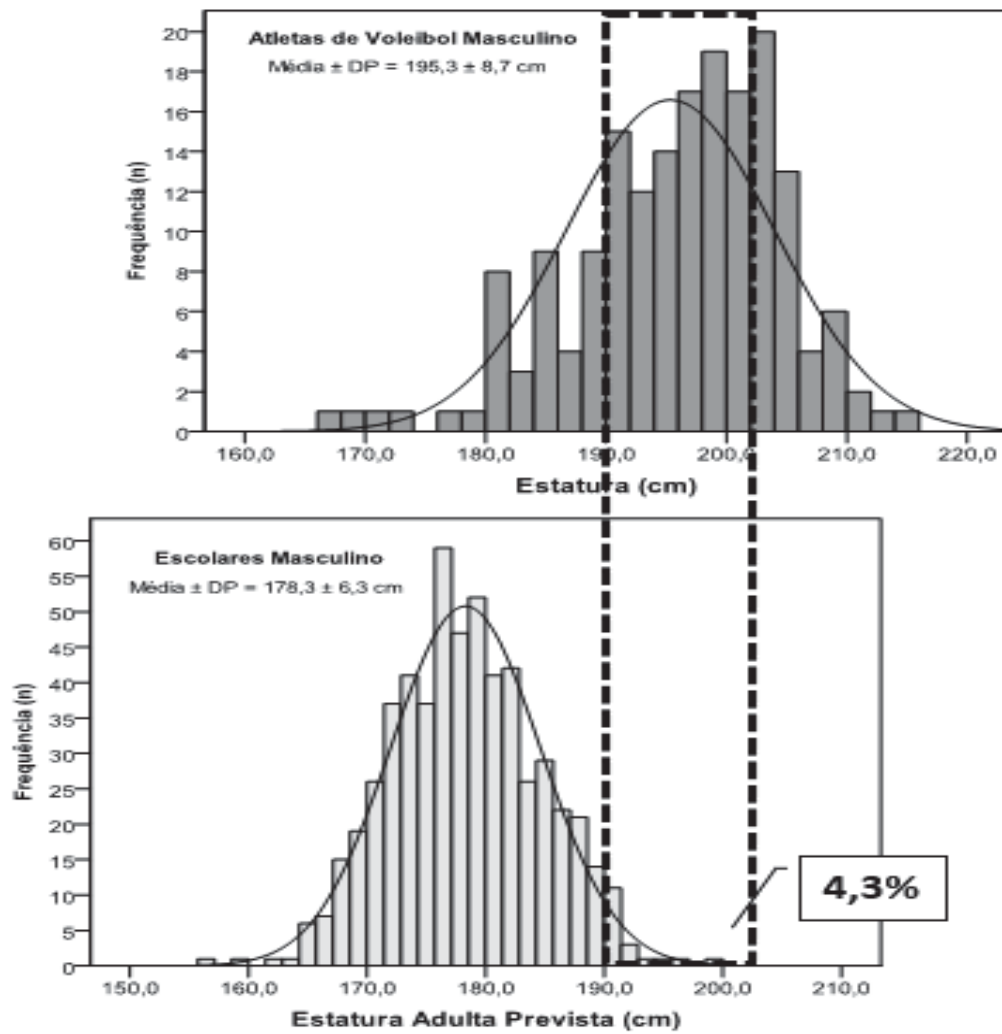 Atletas de Voleibol Masculino
Média ± DP = 195,3 ± 8,7 cm
Frequência (n)
20
18
16
14
12
10
8
6
4
2
0
160,0 170,0 180,0 190,0 200,0 210,0 220,0
Estatura (cm)
Escolares Masculino
Média ± DP = 178,3 ± 6,3 cm
Frequência (n)
60
55
50
45
40
35
30
25
20
15
10
5
0
4,3%
150,0 160,0 170,0 180,0 190,0 200,0 210,0
Estatura Adulta Prevista (cm)